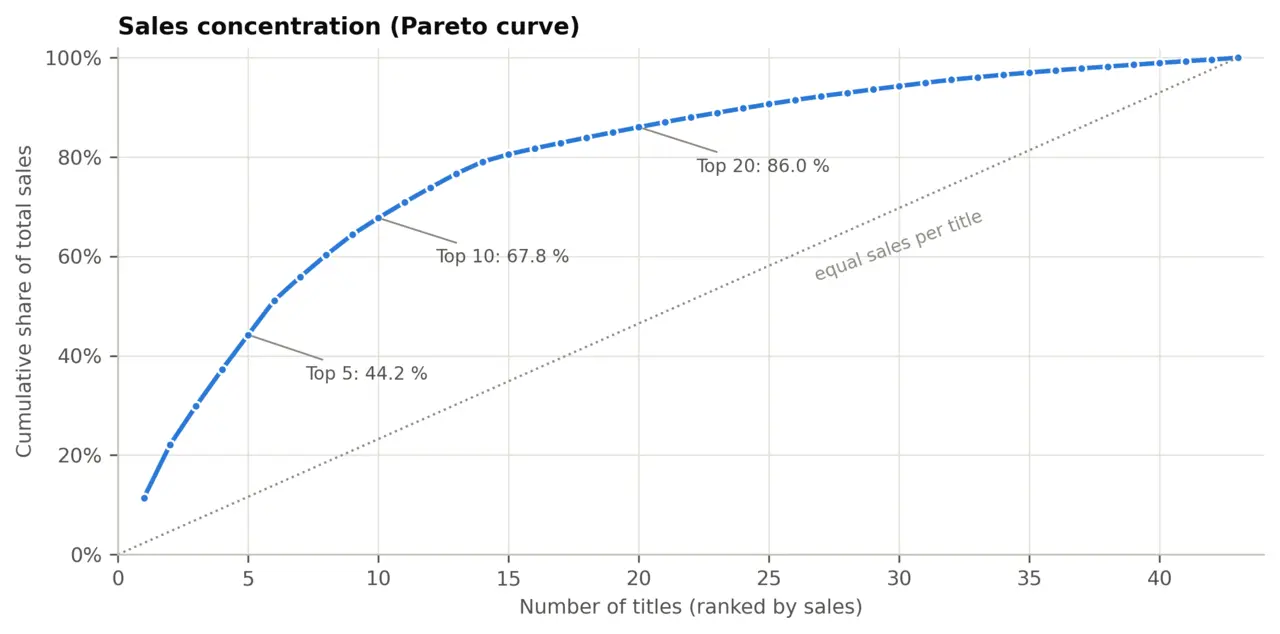 Sales concentration (Pareto curve)
Cumulative share of total sales
100%
80%
60%
40%
20%
0%
Top 20: 86.0 %
Top 10: 67.8 %
Top 5: 44.2 %
equal sales per title
0 5 10 15 20 25 30 35 40
Number of titles (ranked by sales)